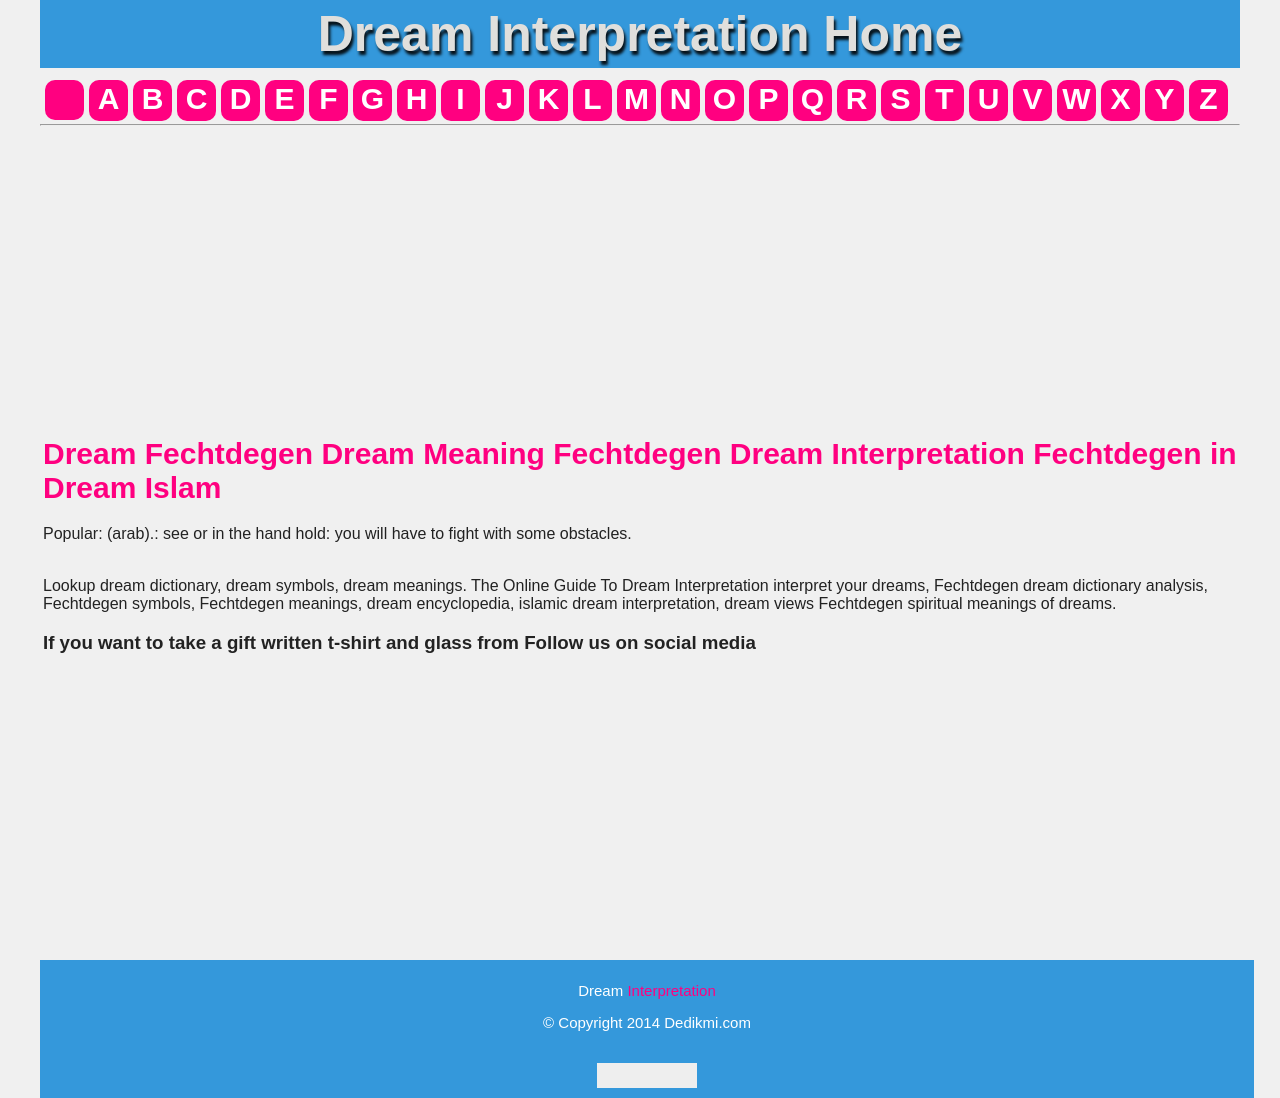 Dream Interpretation Home
A B C D E F G H I J K L M N O P Q R S T U V W X Y Z
Dream Fechtdegen Dream Meaning Fechtdegen Dream Interpretation Fechtdegen in
Dream Islam
Popular: (arab).: see or in the hand hold: you will have to fight with some obstacles.
Lookup dream dictionary, dream symbols, dream meanings. The Online Guide To Dream Interpretation interpret your dreams, Fechtdegen dream dictionary analysis,
Fechtdegen symbols, Fechtdegen meanings, dream encyclopedia, islamic dream interpretation, dream views Fechtdegen spiritual meanings of dreams.
If you want to take a gift written t-shirt and glass from Follow us on social media
Dream Interpretation
© Copyright 2014 Dedikmi.com